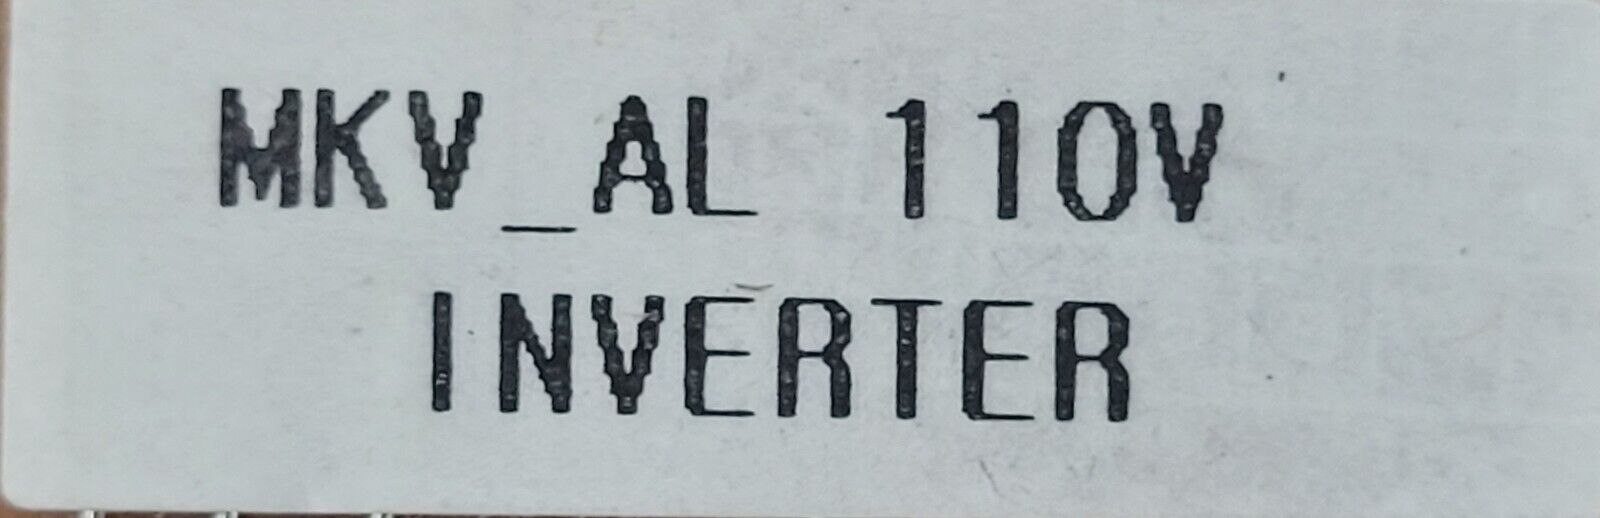 MKV_AL 110V
INVERTER